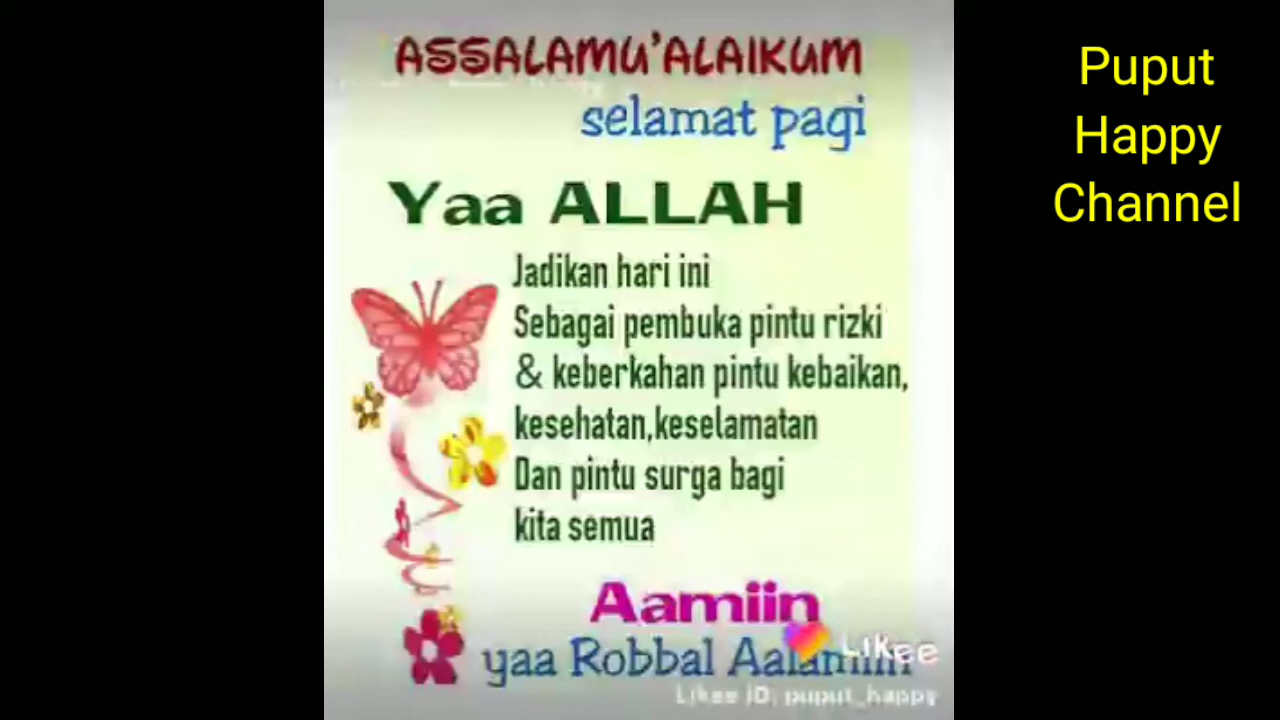 ASSALAMU'ALAIKUM
selamat pagi
Yaa ALLAH
Jadikan hari ini
Sebagai pembuka pintu rizki
& keberkahan pintu kebaikan,
kesehatan,keselamatan
Dan pintu surga bagi
kita semua
Aamiin
yaa Robbal Aalamiin
Likee
Likee ID: puput_happy
Puput
Happy
Channel